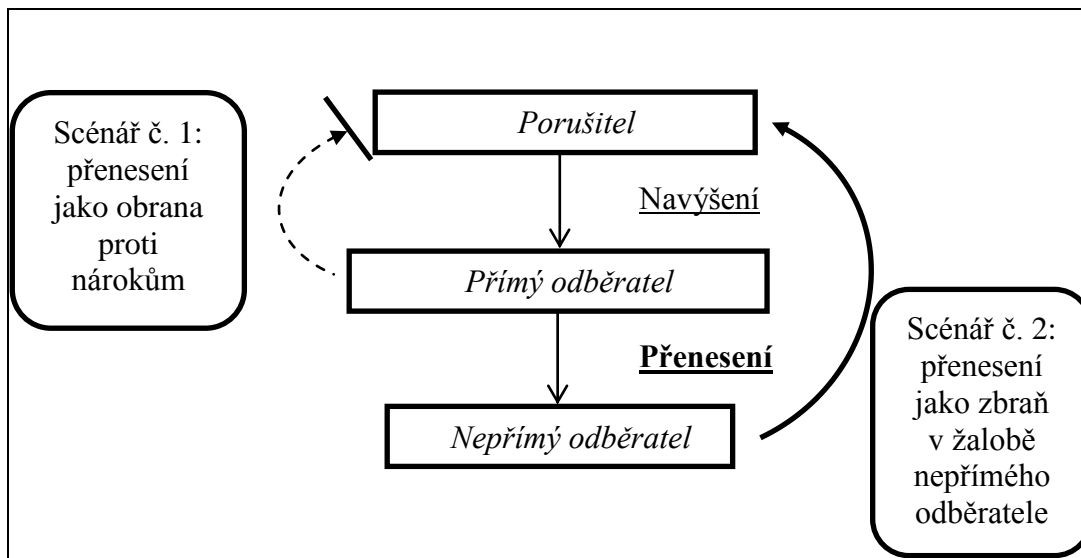 Scénář č. 1:
přenesení
jako obrana
proti
nárokům
Porušitel
Navýšení
Přímý odběratel
Přenesení
Nepřímý odběratel
Scénář č. 2:
přenesení
jako zbraň
v žalobě
nepřímého
odběratele